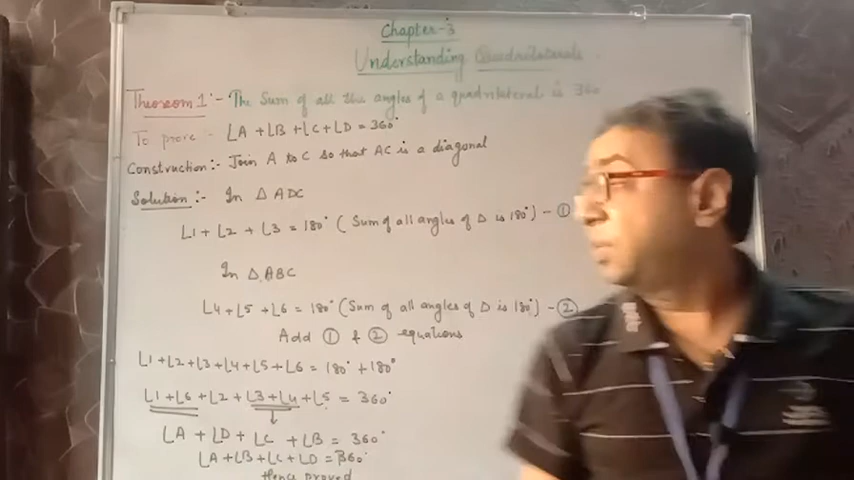 Chapter-3
Understanding Quadrilaterals
Theorem 1:- The Sum of all the angles of a quadrilateral is 360
To prove :- ∠A + ∠B + ∠C + ∠D = 360°
Construction:- Join A to C so that AC is a diagonal
Solution:- In △ ADC
∠1 + ∠2 + ∠3 = 180° ( Sum of all angles of △ is 180°) - ①
In △ ABC
∠4 + ∠5 + ∠6 = 180° (Sum of all angles of △ is 180°) - ②
Add ① & ② equations
∠1 + ∠2 + ∠3 + ∠4 + ∠5 + ∠6 = 180° + 180°
∠1 + ∠6 + ∠2 + ∠3 + ∠4 + ∠5 = 360°
∠A + ∠D + ∠C + ∠B = 360°
∠A + ∠B + ∠C + ∠D = 360°
Hence proved